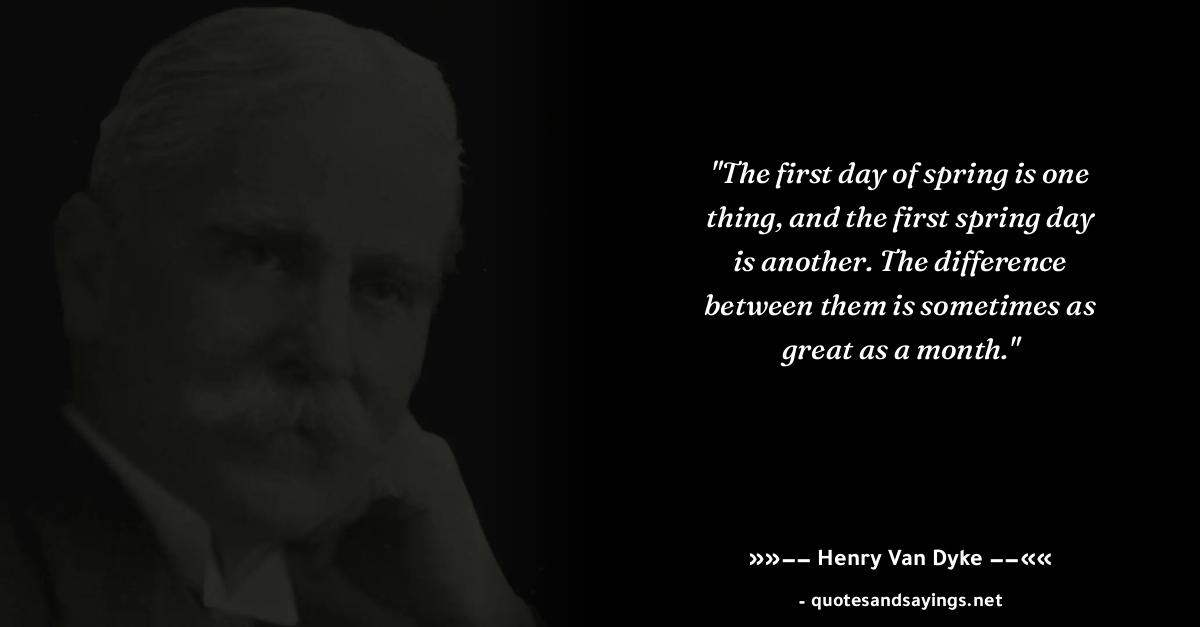 "The first day of spring is one
thing, and the first spring day
is another. The difference
between them is sometimes as
great as a month."
»»−− Henry Van Dyke −−««
- quotesandsayings.net